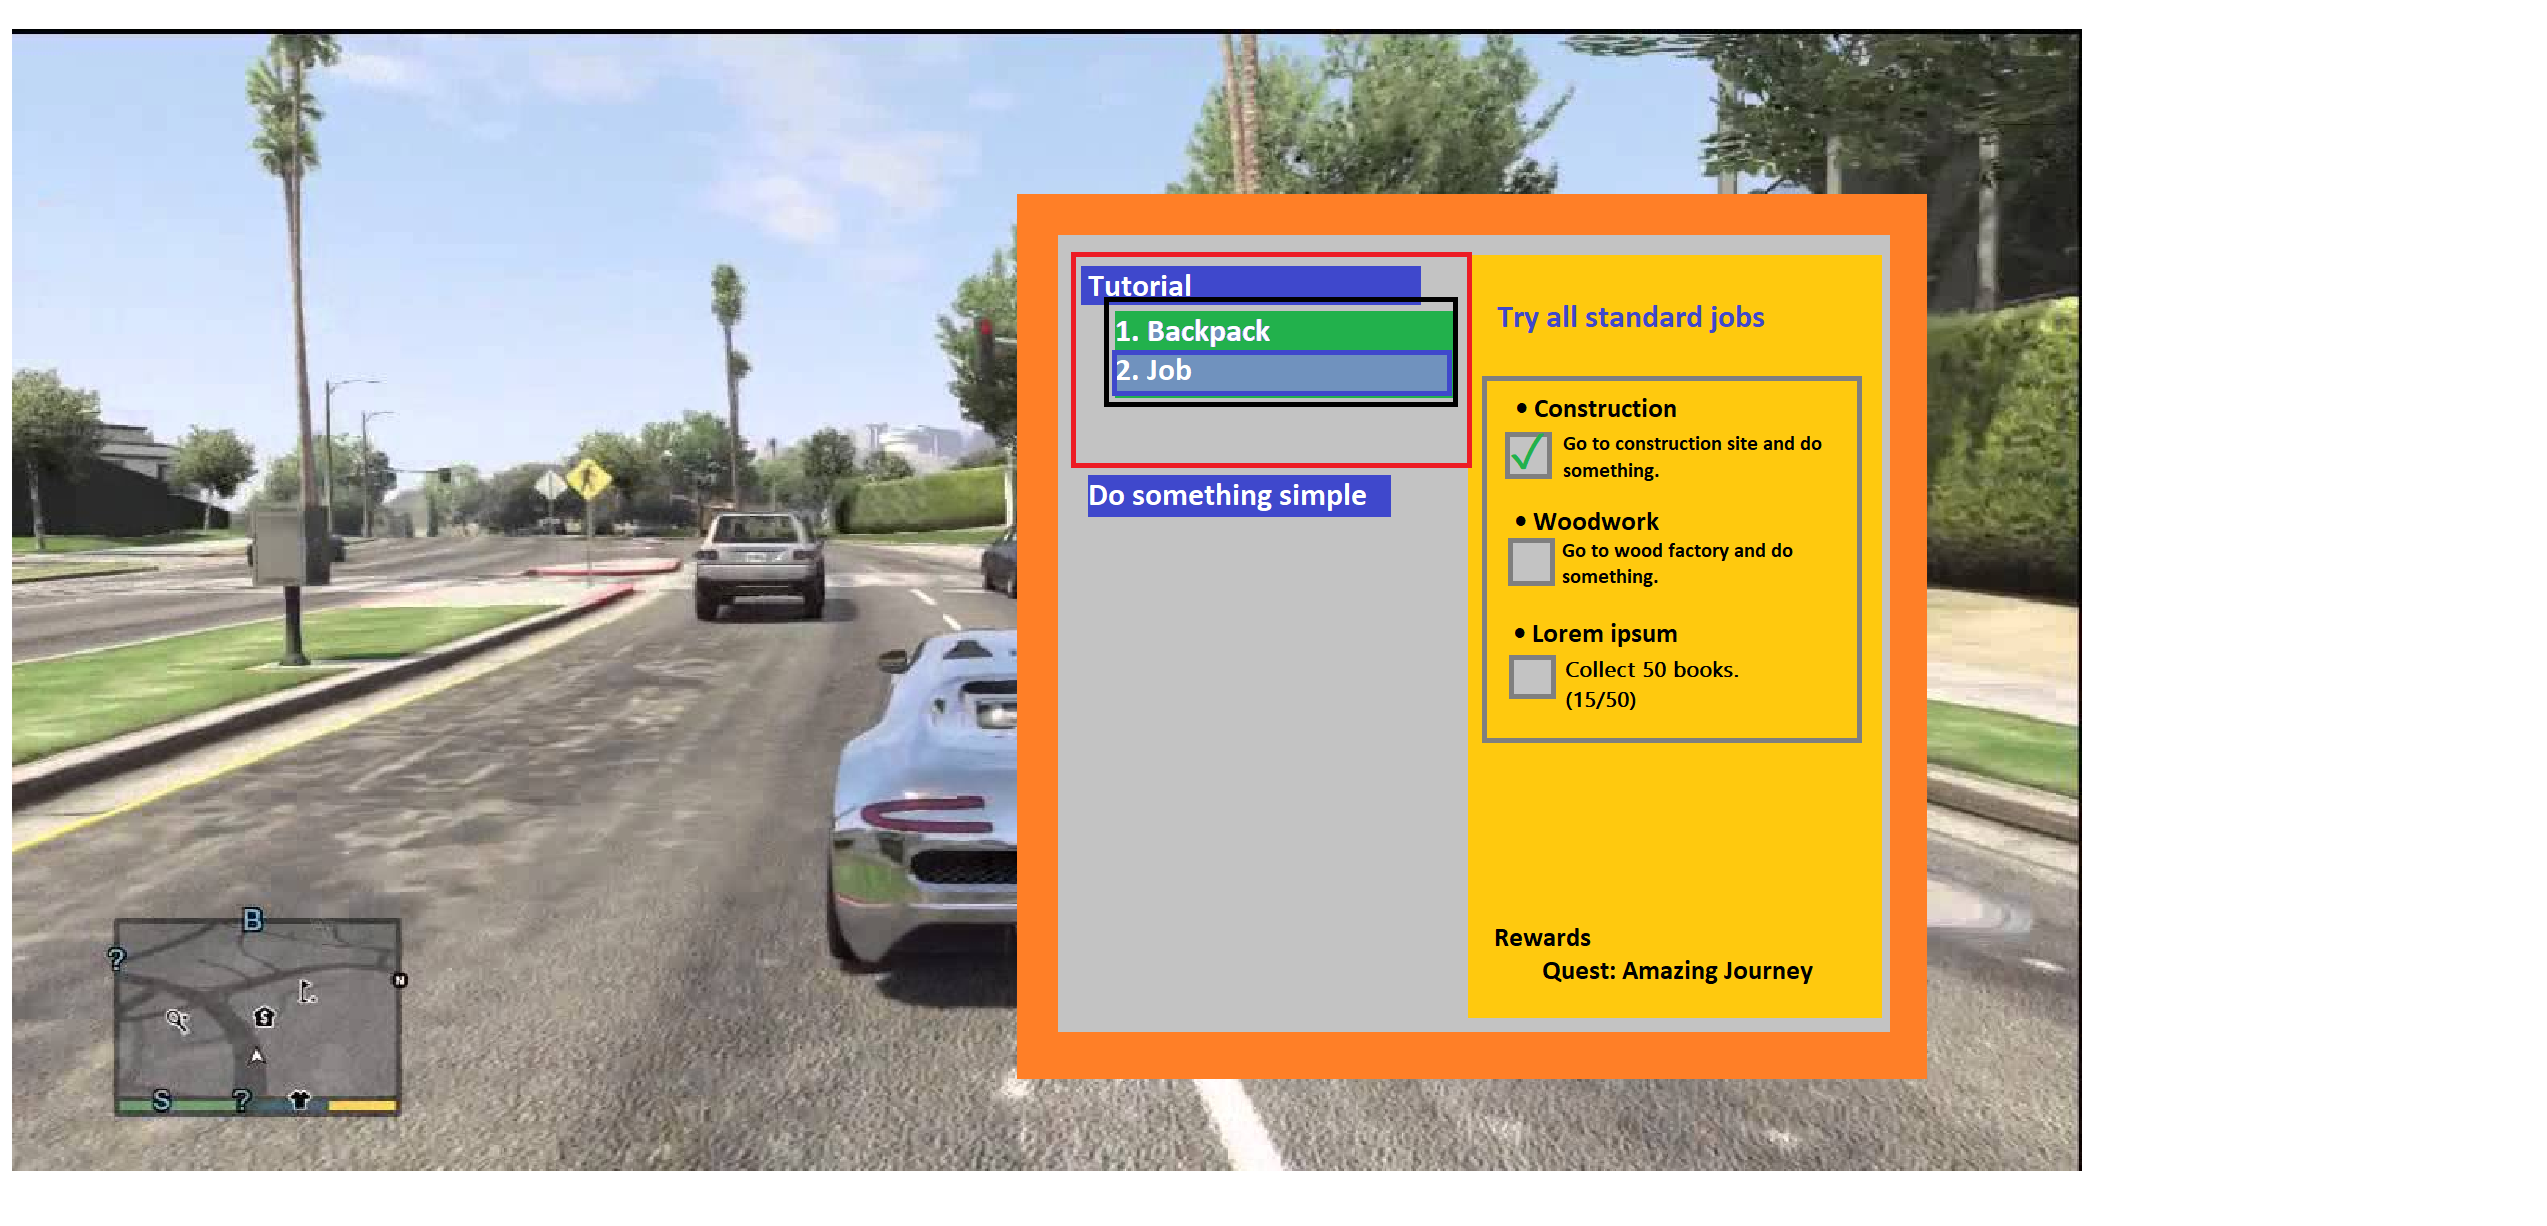 Tutorial
1. Backpack
2. Job
Do something simple
Try all standard jobs
• Construction
Go to construction site and do
something.
• Woodwork
Go to wood factory and do
something.
• Lorem ipsum
Collect 50 books.
(15/50)
Rewards
Quest: Amazing Journey
B
?
N
S
S
?